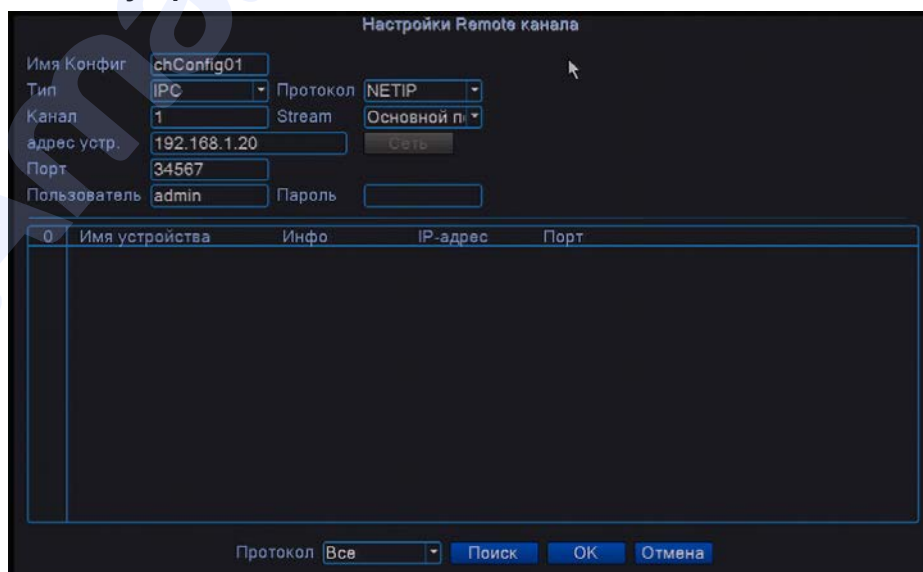 Настройки Remote канала
Имя Конфиг chConfig01
Тип IPC Протокол NETIP
Канал 1 Stream Основной п
адрес устр. 192.168.1.20 Сеть
Порт 34567
Пользователь admin Пароль
0 Имя устройства Инфо IP-адрес Порт
Протокол Все Поиск OK Отмена